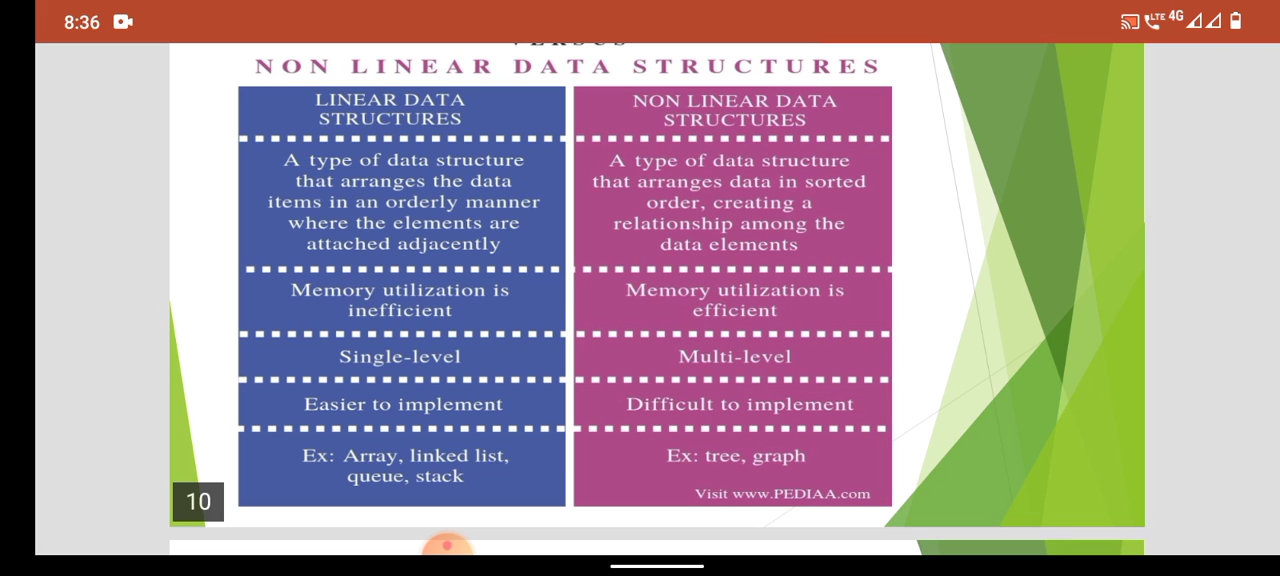 8:36
LTE 4G
NON LINEAR DATA STRUCTURES
LINEAR DATA
STRUCTURES
A type of data structure
that arranges the data
items in an orderly manner
where the elements are
attached adjacently
Memory utilization is
inefficient
Single-level
Easier to implement
Ex: Array, linked list,
queue, stack
NON LINEAR DATA
STRUCTURES
A type of data structure
that arranges data in sorted
order, creating a
relationship among the
data elements
Memory utilization is
efficient
Multi-level
Difficult to implement
Ex: tree, graph
Visit www.PEDIAA.com
10